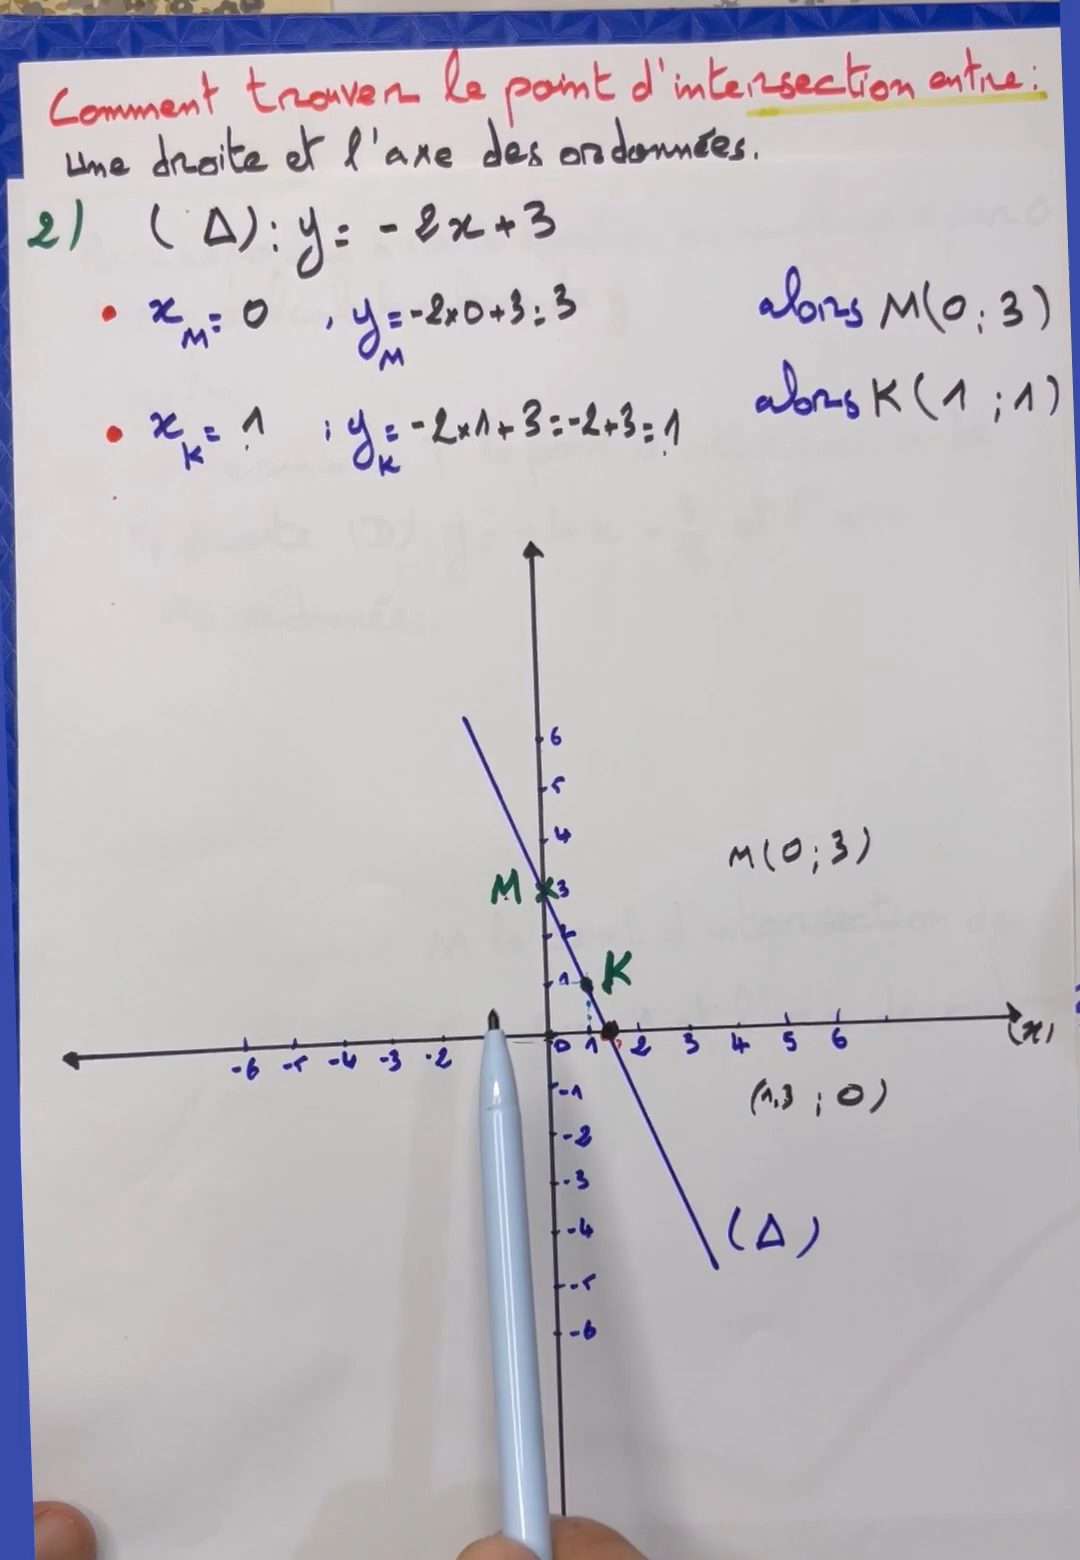 Comment trouver le point d'intersection entre:
une droite et l'axe des ordonnées.
2) (Δ): y = -2x+3
• x_M = 0 , y_M = -2×0+3=3 alors M(0;3)
• x_K = 1 ; y_K = -2×1+3=-2+3=1 alors K(1;1)
6
5
4
M(0;3)
M 3
2
K
1
(x)
-6 -5 -4 -3 -2 0 1 2 3 4 5 6
-1
(1,3 ; 0)
-2
-3
-4
(Δ)
-5
-6